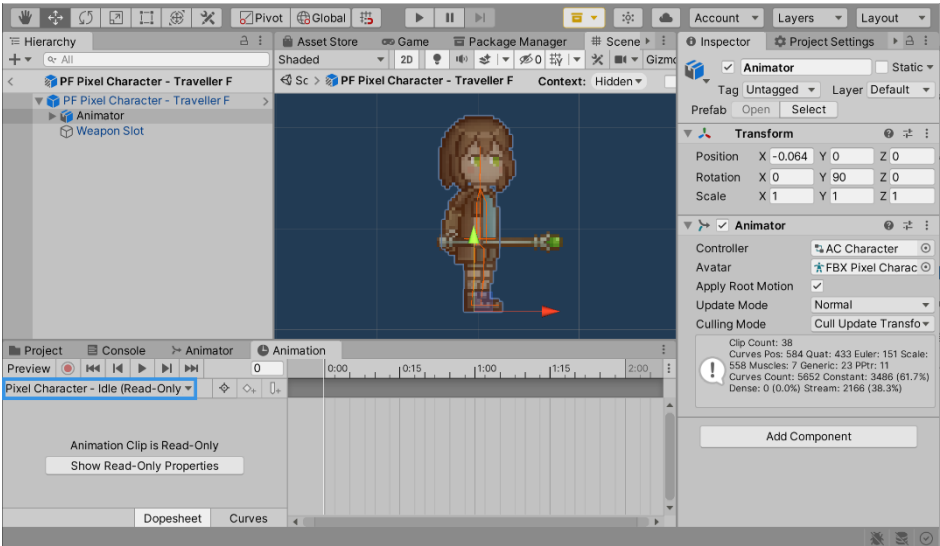 Pivot Global Account Layers Layout
Hierarchy
All
PF Pixel Character - Traveller F
PF Pixel Character - Traveller F
Animator
Weapon Slot
Asset Store Game Package Manager Scene
Shaded 2D 0 Gizmo
Sc PF Pixel Character - Traveller F Context: Hidden
Inspector Project Settings
Animator Static
Tag Untagged Layer Default
Prefab Open Select
Transform
Position X -0.064 Y 0 Z 0
Rotation X 0 Y 90 Z 0
Scale X 1 Y 1 Z 1
Animator
Controller AC Character
Avatar FBX Pixel Charac
Apply Root Motion
Update Mode Normal
Culling Mode Cull Update Transfo
Clip Count: 38
Curves Pos: 584 Quat: 433 Euler: 151 Scale:
558 Muscles: 7 Generic: 23 PPtr: 11
Curves Count: 5652 Constant: 3486 (61.7%)
Dense: 0 (0.0%) Stream: 2166 (38.3%)
Add Component
Project Console Animator Animation
Preview 0 0:00 0:15 1:00 1:15 2:00
Pixel Character - Idle (Read-Only
Animation Clip is Read-Only
Show Read-Only Properties
Dopesheet Curves